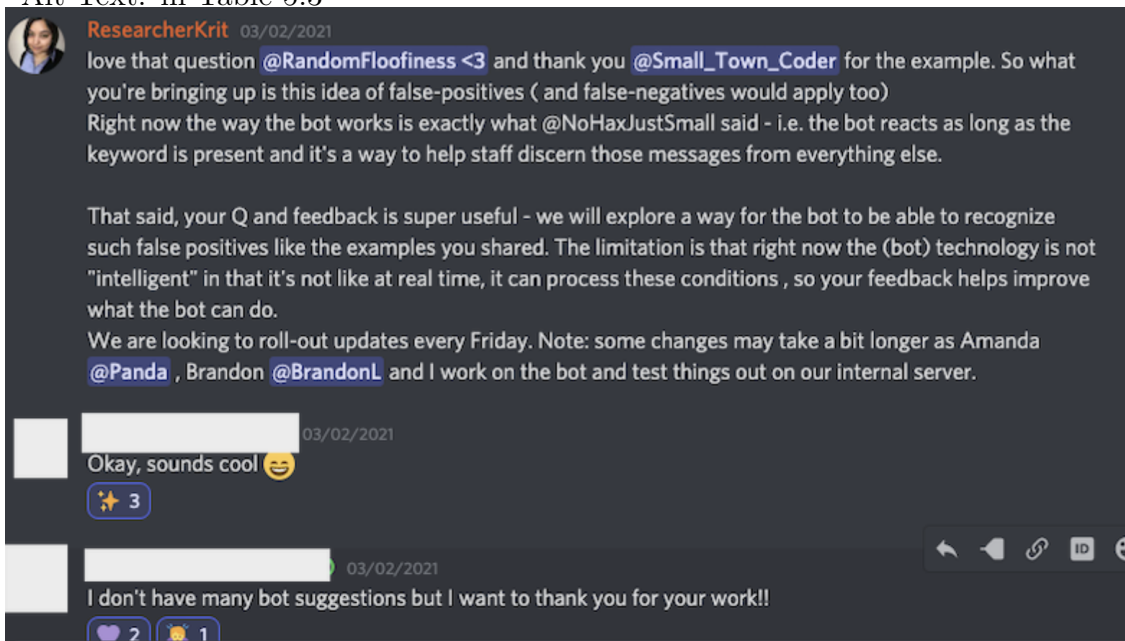 Alt-Text: in Table 5.5
ResearcherKrit 03/02/2021
love that question @RandomFloofiness <3 and thank you @Small_Town_Coder for the example. So what
you're bringing up is this idea of false-positives ( and false-negatives would apply too)
Right now the way the bot works is exactly what @NoHaxJustSmall said - i.e. the bot reacts as long as the
keyword is present and it's a way to help staff discern those messages from everything else.
That said, your Q and feedback is super useful - we will explore a way for the bot to be able to recognize
such false positives like the examples you shared. The limitation is that right now the (bot) technology is not
"intelligent" in that it's not like at real time, it can process these conditions , so your feedback helps improve
what the bot can do.
We are looking to roll-out updates every Friday. Note: some changes may take a bit longer as Amanda
@Panda , Brandon @BrandonL and I work on the bot and test things out on our internal server.
03/02/2021
Okay, sounds cool 😄
✨ 3
ID
03/02/2021
I don't have many bot suggestions but I want to thank you for your work!!
💜 2 1